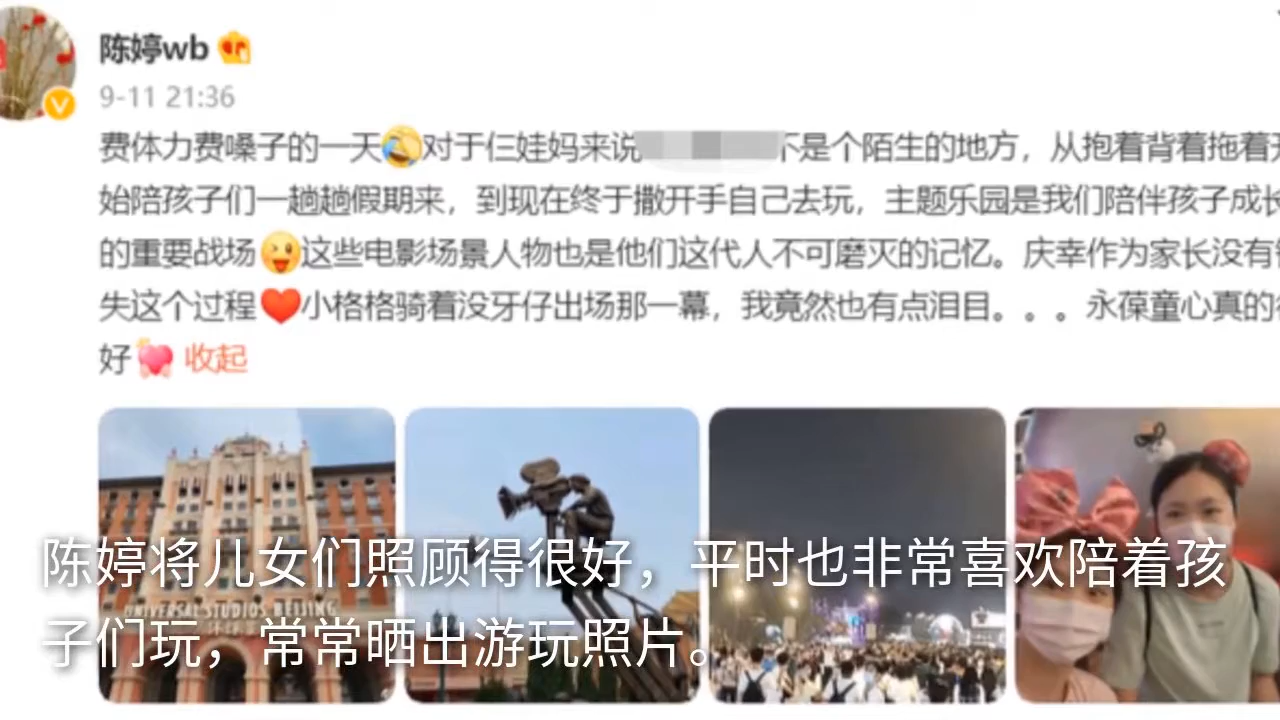 陈婷wb
9-11 21:36
费体力费嗓子的一天 对于仨娃妈来说 不是个陌生的地方，从抱着背着拖着开
始陪孩子们一趟趟假期来，到现在终于撒开手自己去玩，主题乐园是我们陪伴孩子成长
的重要战场 这些电影场景人物也是他们这代人不可磨灭的记忆。庆幸作为家长没有
失这个过程 小格格骑着没牙仔出场那一幕，我竟然也有点泪目。。。永葆童心真的
好 收起
UNIVERSAL STUDIOS BEIJING
陈婷将儿女们照顾得很好，平时也非常喜欢陪着孩
子们玩，常常晒出游玩照片。